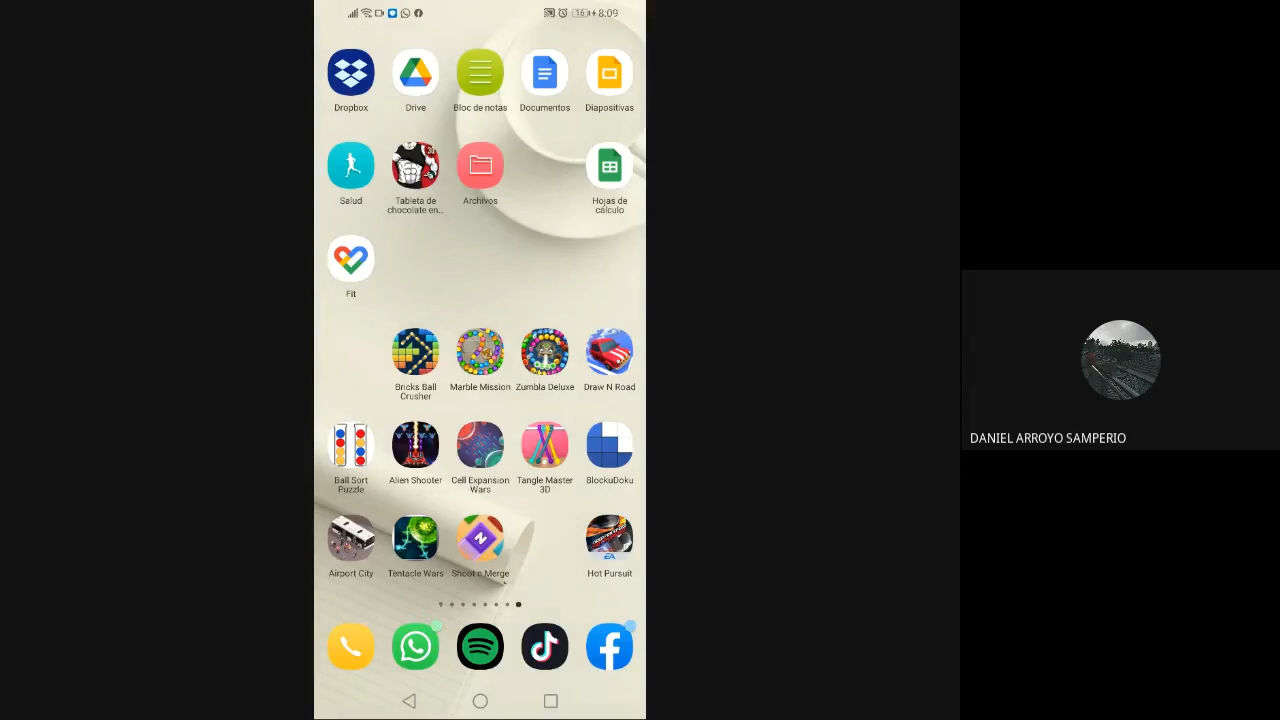 16 8:09
Dropbox
Drive
Bloc de notas
Documentos
Diapositivas
Salud
Tableta de
chocolate en...
Archivos
Hojas de
cálculo
Fit
Bricks Ball
Crusher
Marble Mission
Zumbla Deluxe
Draw N Road
Ball Sort
Puzzle
Alien Shooter
Cell Expansion
Wars
Tangle Master
3D
BlockuDoku
Airport City
Tentacle Wars
N
Shoot n Merge
EA
Hot Pursuit
DANIEL ARROYO SAMPERIO